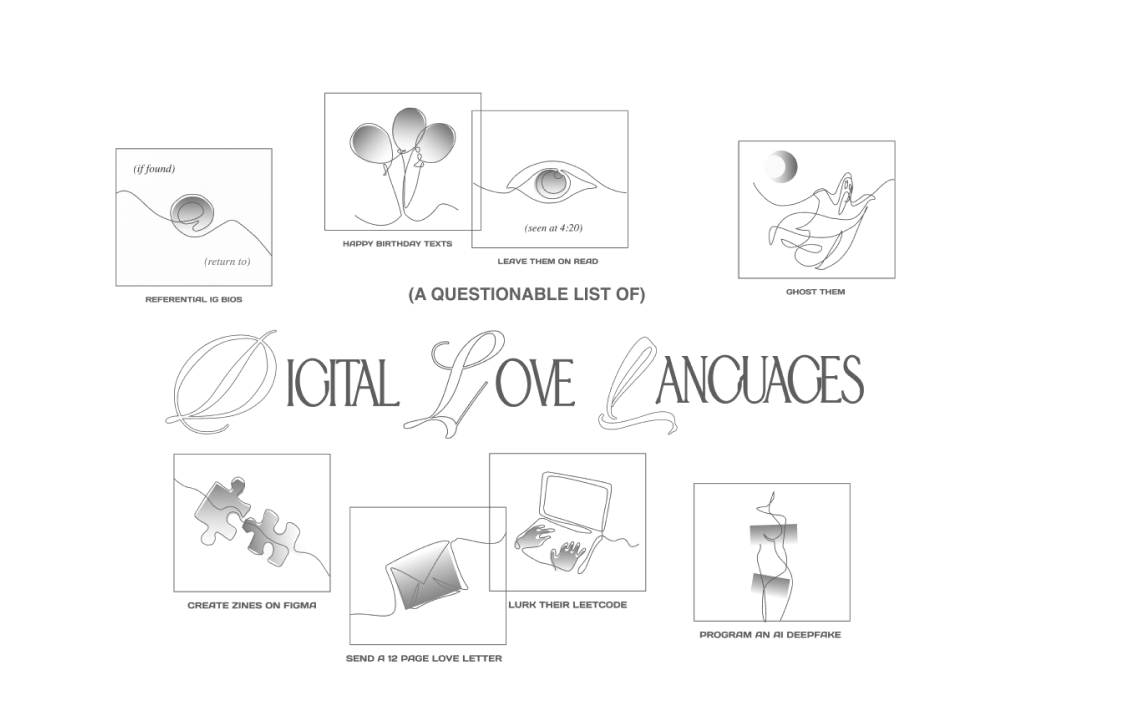 (if found)
(return to)
REFERENTIAL IG BIOS
HAPPY BIRTHDAY TEXTS
(seen at 4:20)
LEAVE THEM ON READ
GHOST THEM
(A QUESTIONABLE LIST OF)
DIGITAL LOVE LANGUAGES
CREATE ZINES ON FIGMA
SEND A 12 PAGE LOVE LETTER
LURK THEIR LEETCODE
PROGRAM AN AI DEEPFAKE